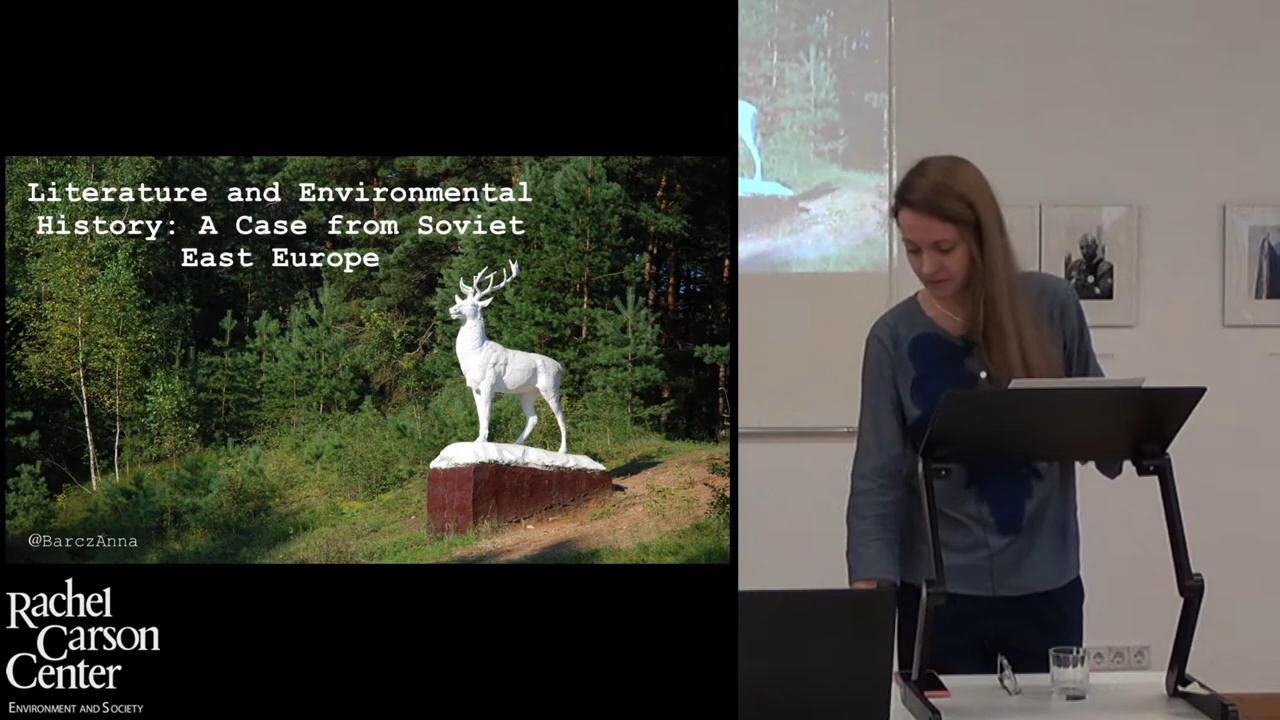 Literature and Environmental
History: A Case from Soviet
East Europe
@BarczAnna
Rachel
Carson
Center
ENVIRONMENT AND SOCIETY